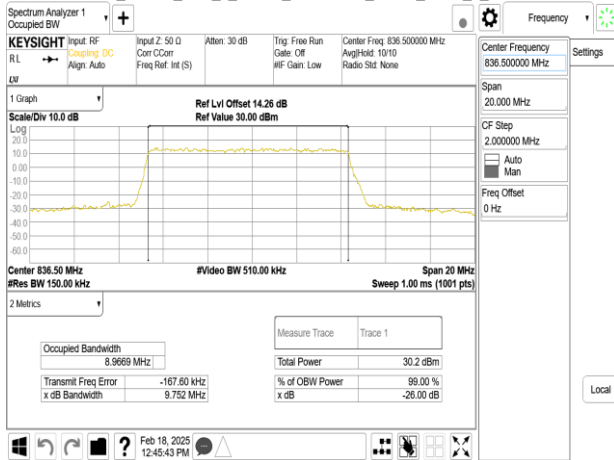 Spectrum Analyzer 1
Occupied BW
Frequency
KEYSIGHT
RL
LXI
Input: RF
Coupling: DC
Align: Auto
Input Z: 50 Ω
Corr CCorr
Freq Ref: Int (S)
Atten: 30 dB
Trig: Free Run
Gate: Off
#IF Gain: Low
Center Freq: 836.500000 MHz
Avg|Hold: 10/10
Radio Std: None
Center Frequency
836.500000 MHz
Settings
Span
20.000 MHz
CF Step
2.000000 MHz
Auto
Man
Freq Offset
0 Hz
Local
1 Graph
Scale/Div 10.0 dB
Ref Lvl Offset 14.26 dB
Ref Value 30.00 dBm
Log
20.0
10.0
0.00
-10.0
-20.0
-30.0
-40.0
-50.0
-60.0
Center 836.50 MHz
#Video BW 510.00 kHz
Span 20 MHz
#Res BW 150.00 kHz
Sweep 1.00 ms (1001 pts)
2 Metrics
Measure Trace
Trace 1
Occupied Bandwidth
8.9669 MHz
Total Power
30.2 dBm
Transmit Freq Error
-167.60 kHz
% of OBW Power
99.00 %
x dB Bandwidth
9.752 MHz
x dB
-26.00 dB
Feb 18, 2025
12:45:43 PM